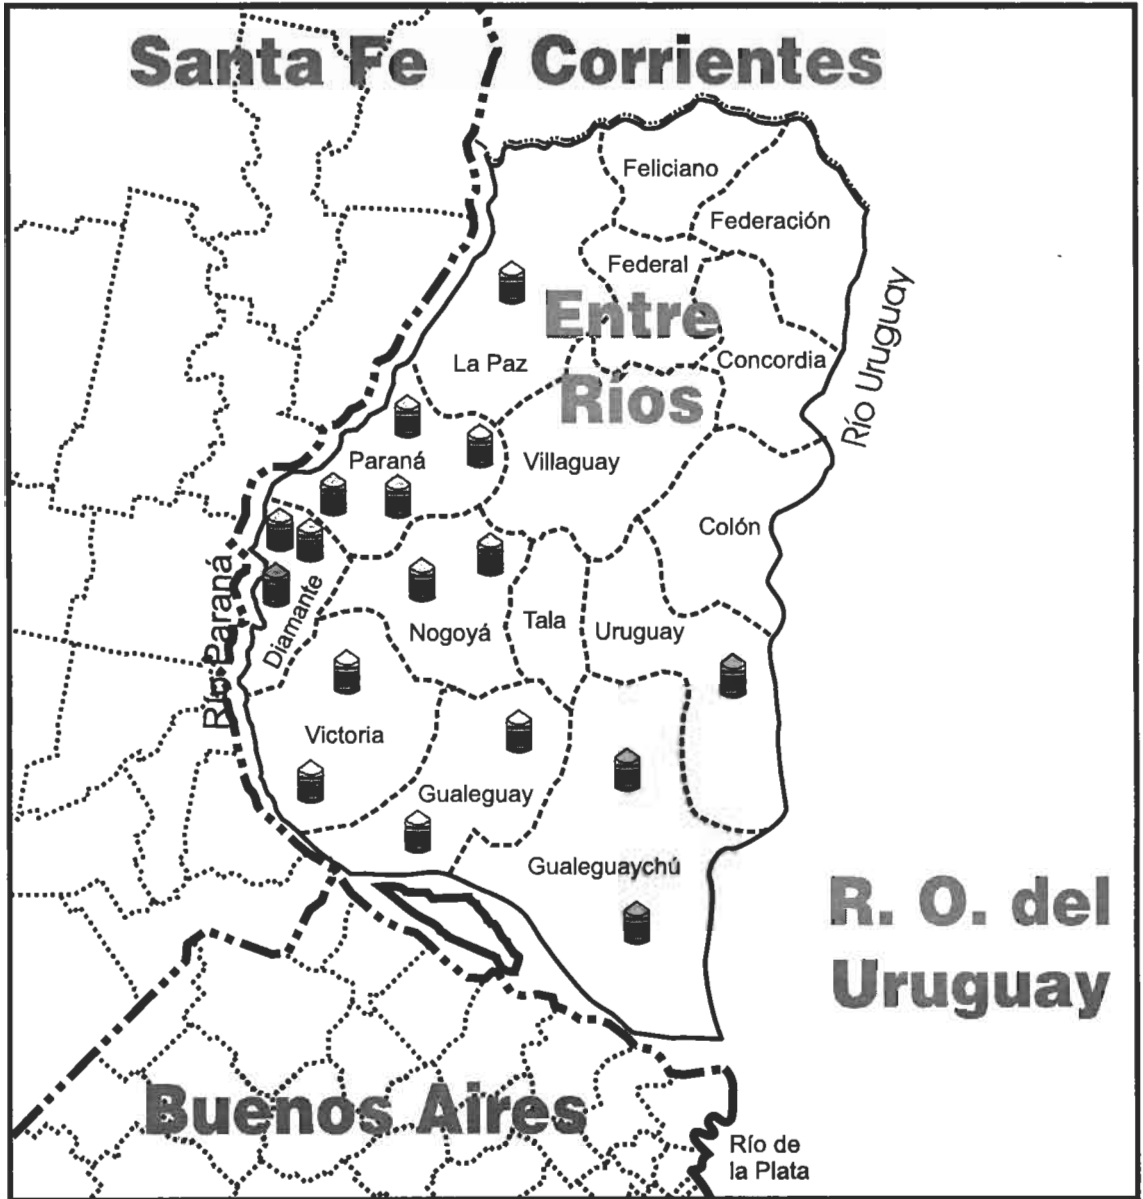 Santa Fe
Corrientes
Feliciano
Federación
Federal
Entre
Ríos
La Paz
Concordia
Río Uruguay
Paraná
Villaguay
Colón
Río Paraná
Diamante
Nogoyá
Tala
Uruguay
Victoria
Gualeguay
Gualeguaychú
R. O. del
Uruguay
Buenos Aires
Río de
la Plata